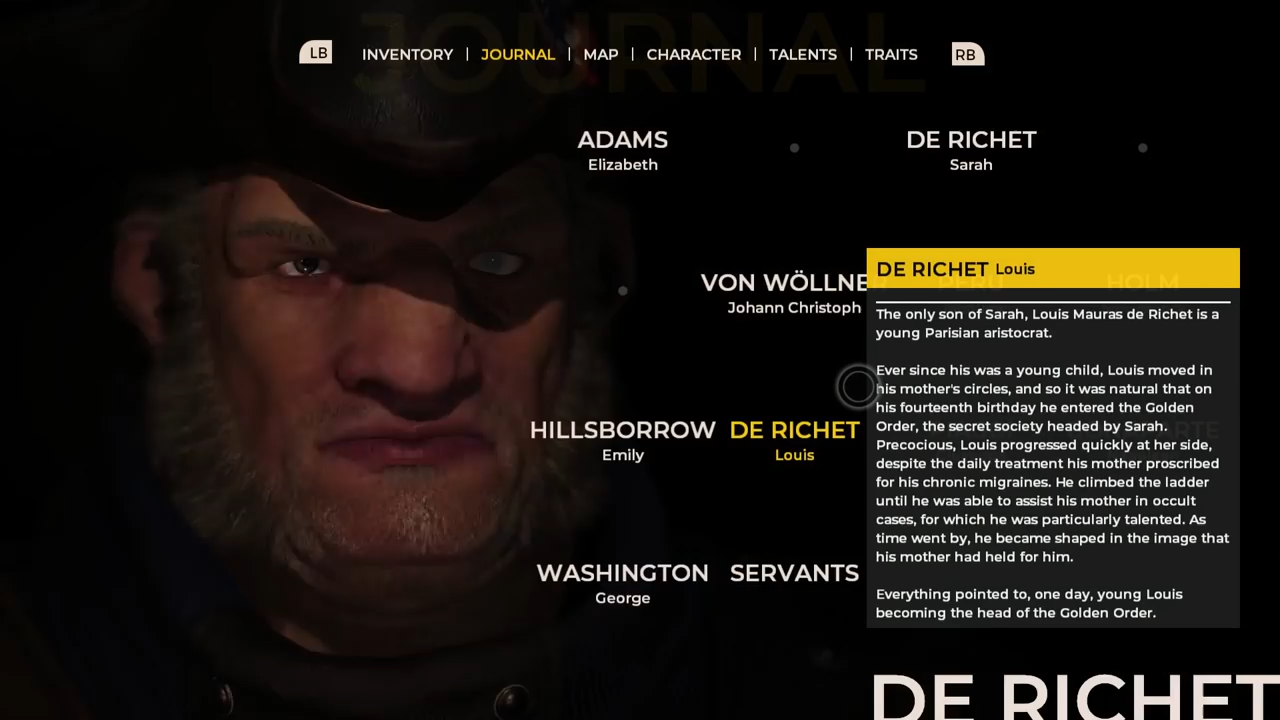 JOURNAL
LB INVENTORY | JOURNAL | MAP | CHARACTER | TALENTS | TRAITS RB
ADAMS
Elizabeth
DE RICHET
Sarah
VON WÖLLNE
Johann Christoph
PERU
HOLM
DE RICHET Louis
The only son of Sarah, Louis Mauras de Richet is a
young Parisian aristocrat.
Ever since his was a young child, Louis moved in
his mother's circles, and so it was natural that on
his fourteenth birthday he entered the Golden
Order, the secret society headed by Sarah.
Precocious, Louis progressed quickly at her side,
despite the daily treatment his mother proscribed
for his chronic migraines. He climbed the ladder
until he was able to assist his mother in occult
cases, for which he was particularly talented. As
time went by, he became shaped in the image that
his mother had held for him.
Everything pointed to, one day, young Louis
becoming the head of the Golden Order.
HILLSBORROW
Emily
DE RICHET
Louis
WASHINGTON
George
SERVANTS
DE RICHET